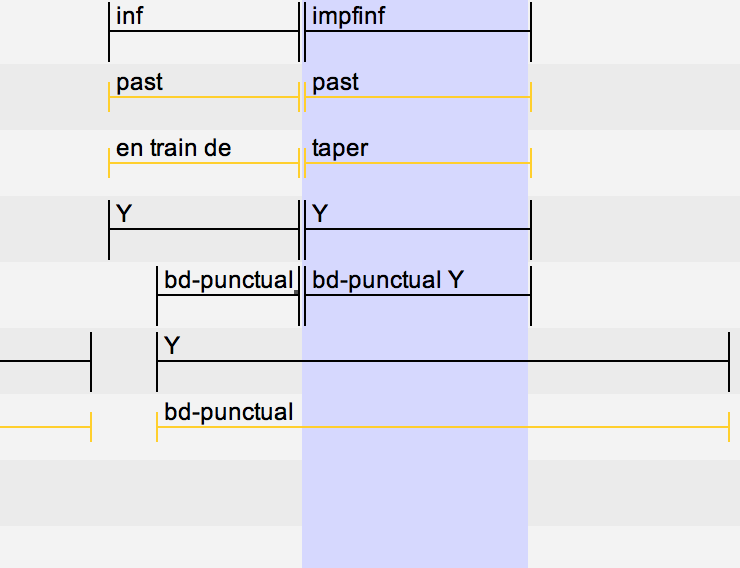 inf impfinf
past past
en train de taper
Y Y
bd-punctual bd-punctual Y
Y
bd-punctual